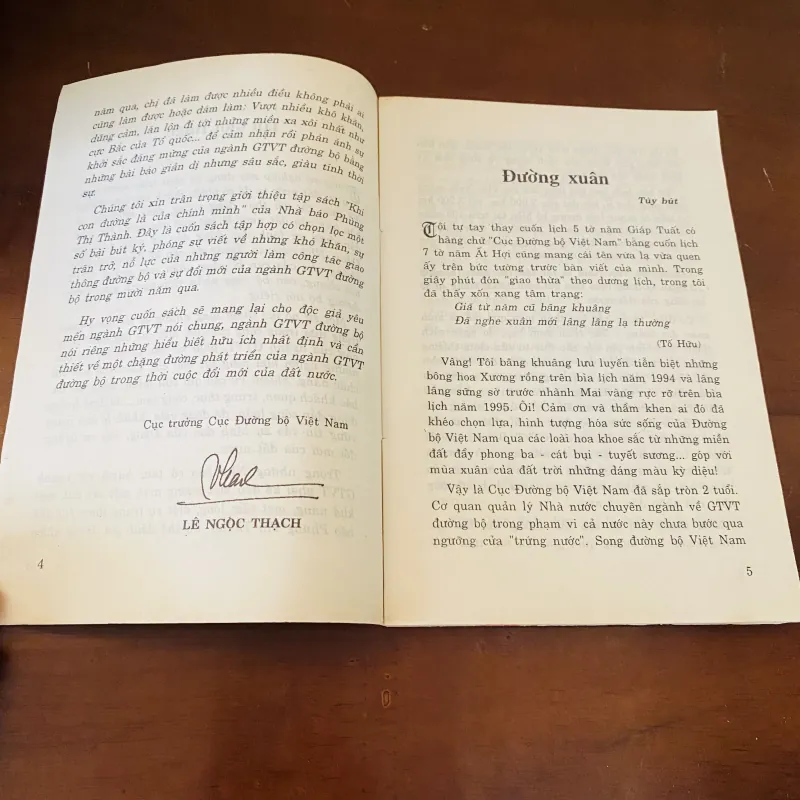 năm qua, chị đã làm được nhiều điều không phải ai
cũng làm được hoặc dám làm: Vượt nhiều khó khăn,
dũng cảm, lăn lộn đi tới những miền xa xôi nhất như
cực Bắc của Tổ quốc... để cảm nhận rồi phản ánh sự
khởi sắc đáng mừng của ngành GTVT đường bộ bằng
những bài báo giản dị nhưng sâu sắc, giàu tính thời
sự.
Chúng tôi xin trân trọng giới thiệu tập sách "Khi
con đường là của chính mình" của Nhà báo Phùng
Thị Thành. Đây là cuốn sách tập hợp có chọn lọc một
số bài bút ký, phóng sự viết về những khó khăn, sự
trăn trở, nỗ lực của những người làm công tác giao
thông đường bộ và sự đổi mới của ngành GTVT đường
bộ trong mười năm qua.
Hy vọng cuốn sách sẽ mang lại cho độc giả yêu
mến ngành GTVT nói chung, ngành GTVT đường bộ
nói riêng những hiểu biết hữu ích nhất định và cần
thiết về một chặng đường phát triển của ngành GTVT
đường bộ trong thời cuộc đổi mới của đất nước.
Cục trưởng Cục Đường bộ Việt Nam
LÊ NGỌC THẠCH
4
Đường xuân
Tùy bút
Tôi tự tay thay cuốn lịch 5 tờ năm Giáp Tuất có
hàng chữ "Cục Đường bộ Việt Nam" bằng cuốn lịch
7 tờ năm Ất Hợi cũng mang cái tên vừa lạ vừa quen
ấy trên bức tường trước bàn viết của mình. Trong
giây phút đón "giao thừa" theo dương lịch, trong tôi
đã thấy xốn xang tâm trạng:
Giã từ năm cũ bâng khuâng
Đã nghe xuân mới lâng lâng lạ thường
(Tố Hữu)
Vâng! Tôi bâng khuâng lưu luyến tiễn biệt những
bông hoa Xương rồng trên bìa lịch năm 1994 và lâng
lâng sững sờ trước nhành Mai vàng rực rỡ trên bìa
lịch năm 1995. Ôi! Cảm ơn và thầm khen ai đó đã
khéo chọn lựa, hình tượng hóa sức sống của Đường
bộ Việt Nam qua các loài hoa khoe sắc từ những miền
đất đầy phong ba - cát bụi - tuyết sương... góp với
mùa xuân của đất trời những dáng màu kỳ diệu!
Vậy là Cục Đường bộ Việt Nam đã sắp tròn 2 tuổi.
Cơ quan quản lý Nhà nước chuyên ngành về GTVT
đường bộ trong phạm vi cả nước này chưa bước qua
ngưỡng cửa "trứng nước". Song đường bộ Việt Nam
5